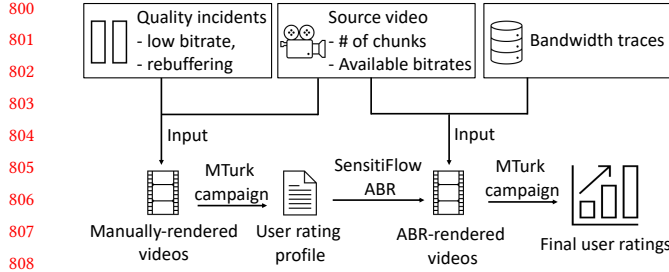 800
801
802
803
804
805
806
807
808
Quality incidents
- low bitrate,
- rebuffering
Source video
- # of chunks
- Available bitrates
Bandwidth traces
Input
Input
MTurk
campaign
SensitiFlow
ABR
MTurk
campaign
Manually-rendered
videos
User rating
profile
ABR-rendered
videos
Final user ratings